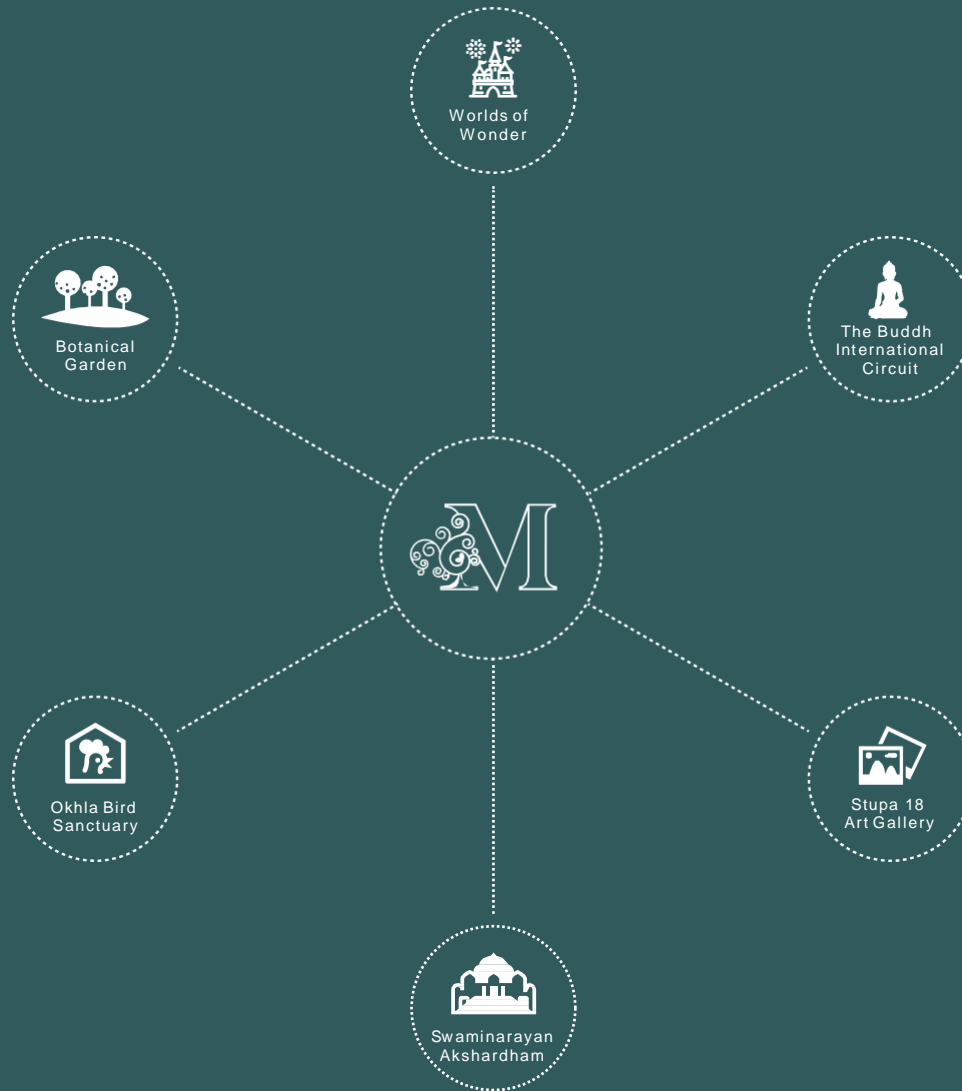 Worlds of
Wonder
Botanical
Garden
The Buddh
International
Circuit
M
Okhla Bird
Sanctuary
Stupa 18
Art Gallery
Swaminarayan
Akshardham